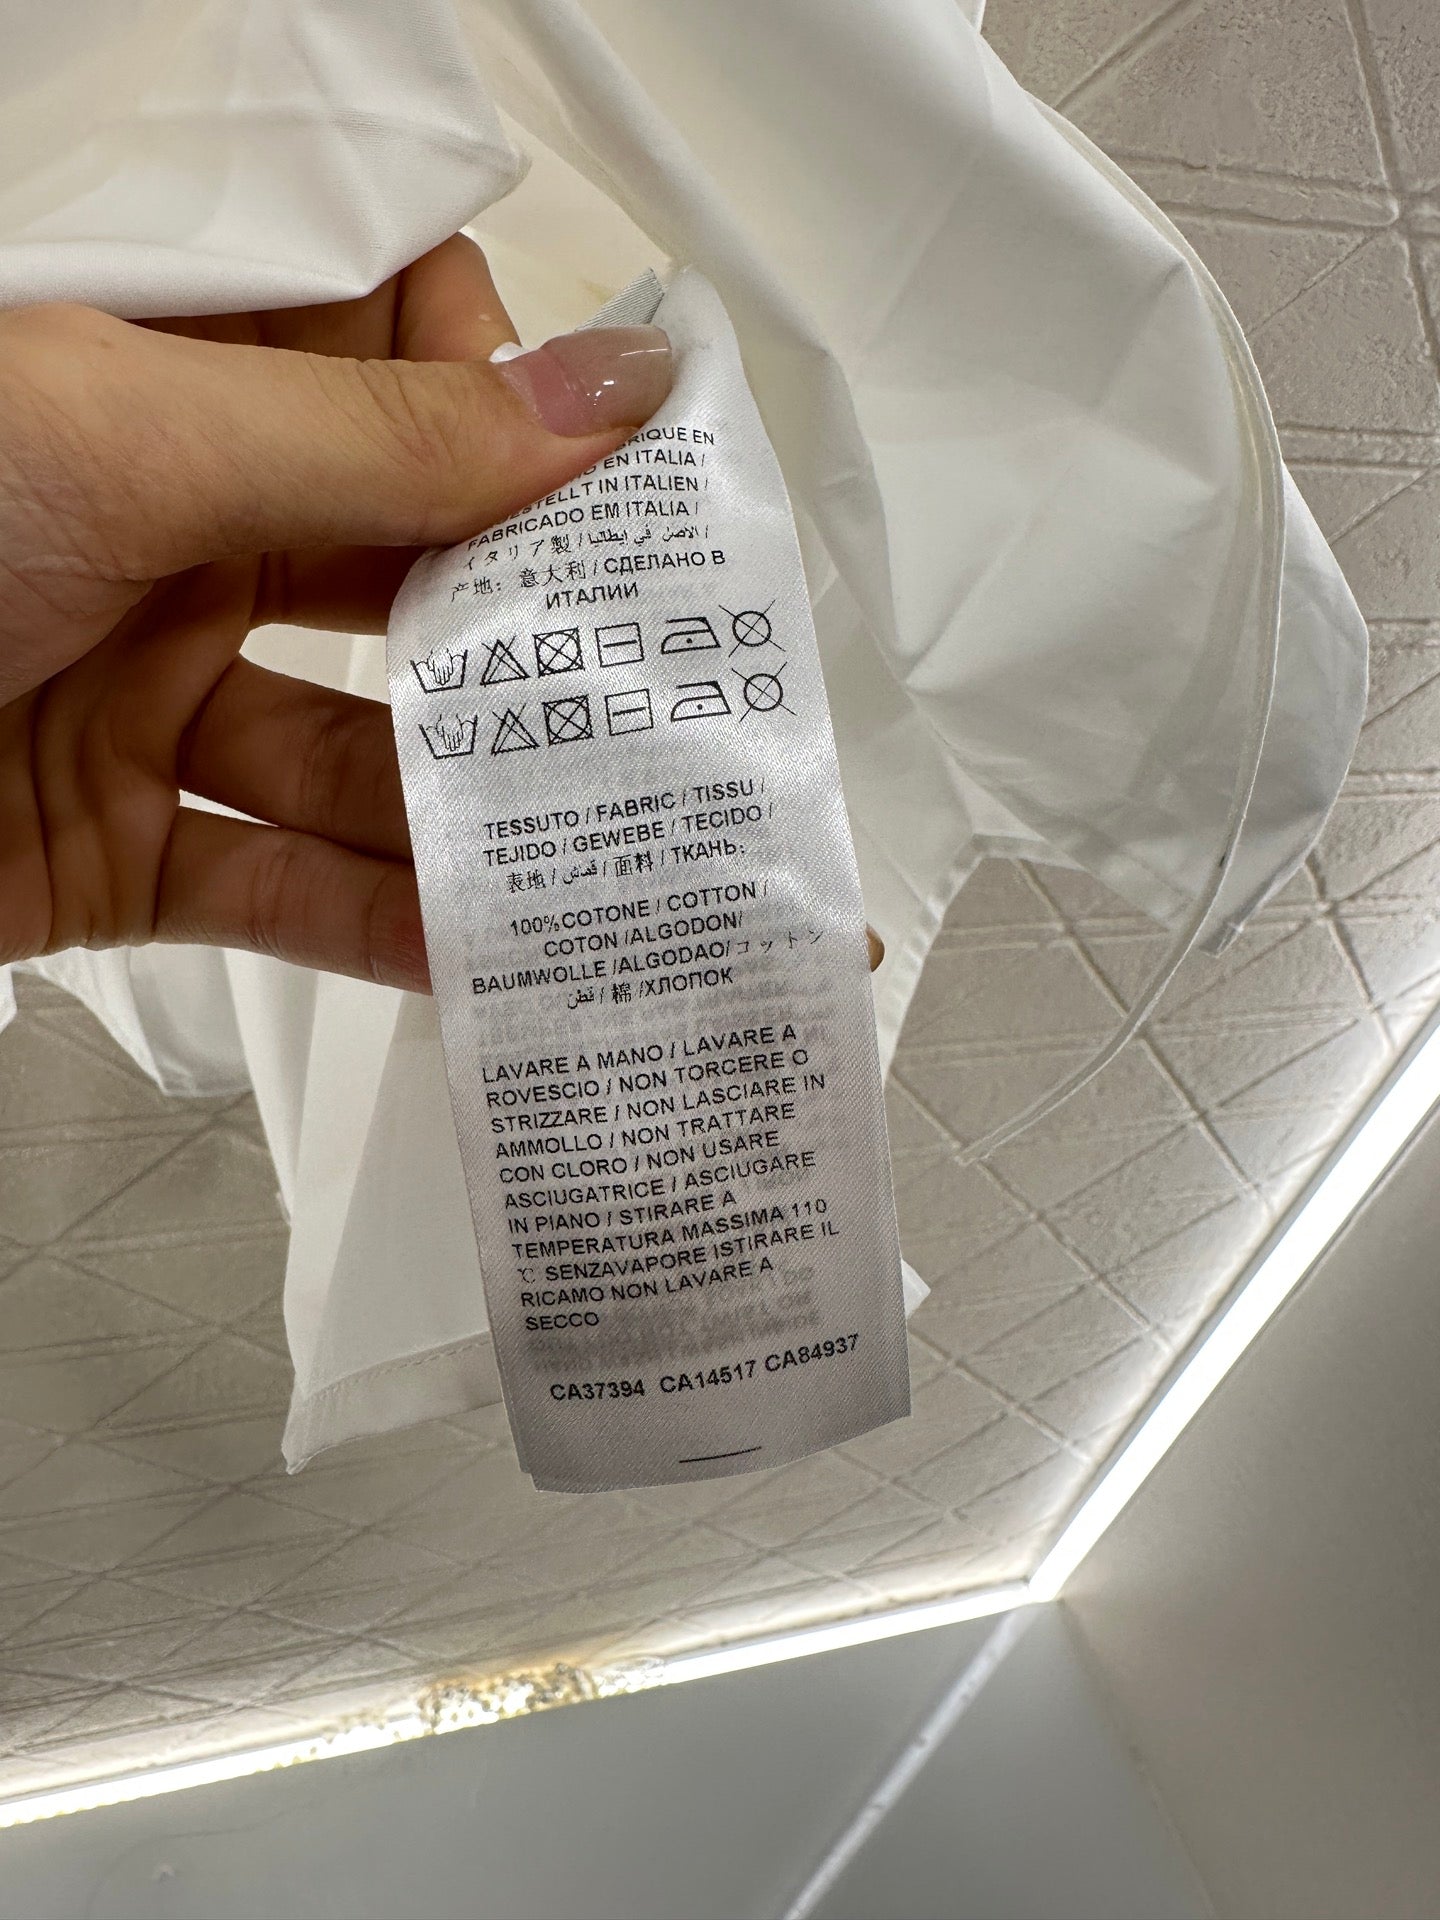 EN
EN ITALIA /
IN ITALIEN /
FABRICADO EM ITALIA /
イタリア製 / الاصل في إيطاليا /
产地: 意大利 / СДЕЛАНО В
ИТАЛИИ
TESSUTO / FABRIC / TISSU /
TEJIDO / GEWEBE / TECIDO /
表地 / قماش / 面料 / ТКАНЬ:
100%COTONE / COTTON /
COTON /ALGODON/
BAUMWOLLE /ALGODAO/ コットン
قطن / 棉 /ХЛОПОК
LAVARE A MANO / LAVARE A
ROVESCIO / NON TORCERE O
STRIZZARE / NON LASCIARE IN
AMMOLLO / NON TRATTARE
CON CLORO / NON USARE
ASCIUGATRICE / ASCIUGARE
IN PIANO / STIRARE A
TEMPERATURA MASSIMA 110
℃ SENZAVAPORE ISTIRARE IL
RICAMO NON LAVARE A
SECCO
CA37394 CA14517 CA84937